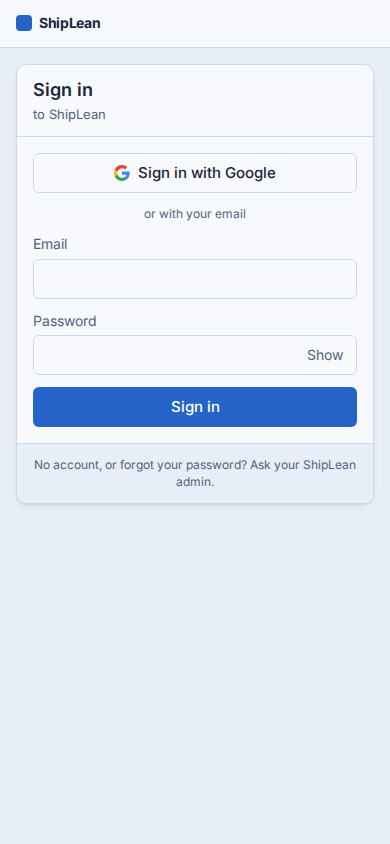 ShipLean
Sign in
to ShipLean
Sign in with Google
or with your email
Email
Password
Show
Sign in
No account, or forgot your password? Ask your ShipLean
admin.